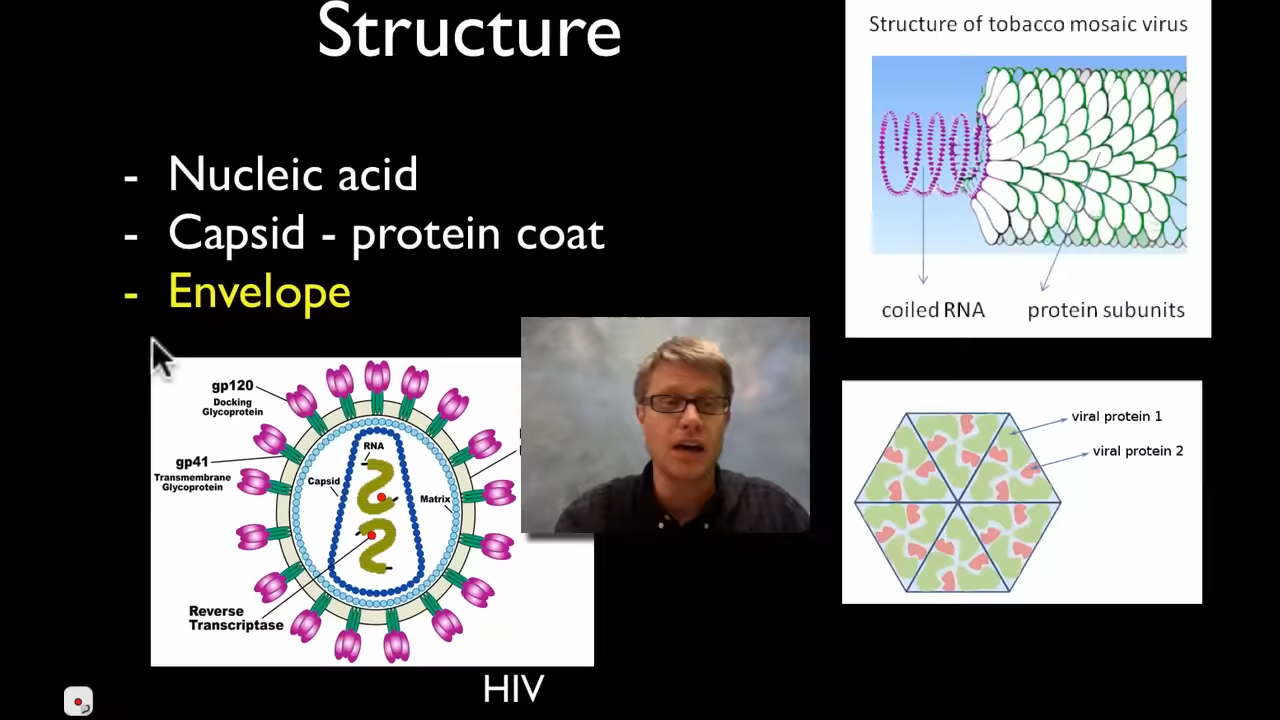 Structure
- Nucleic acid
- Capsid - protein coat
- Envelope
gp120
Docking
Glycoprotein
gp41
Transmembrane
Glycoprotein
RNA
Capsid
Matrix
Reverse
Transcriptase
HIV
Structure of tobacco mosaic virus
coiled RNA
protein subunits
viral protein 1
viral protein 2